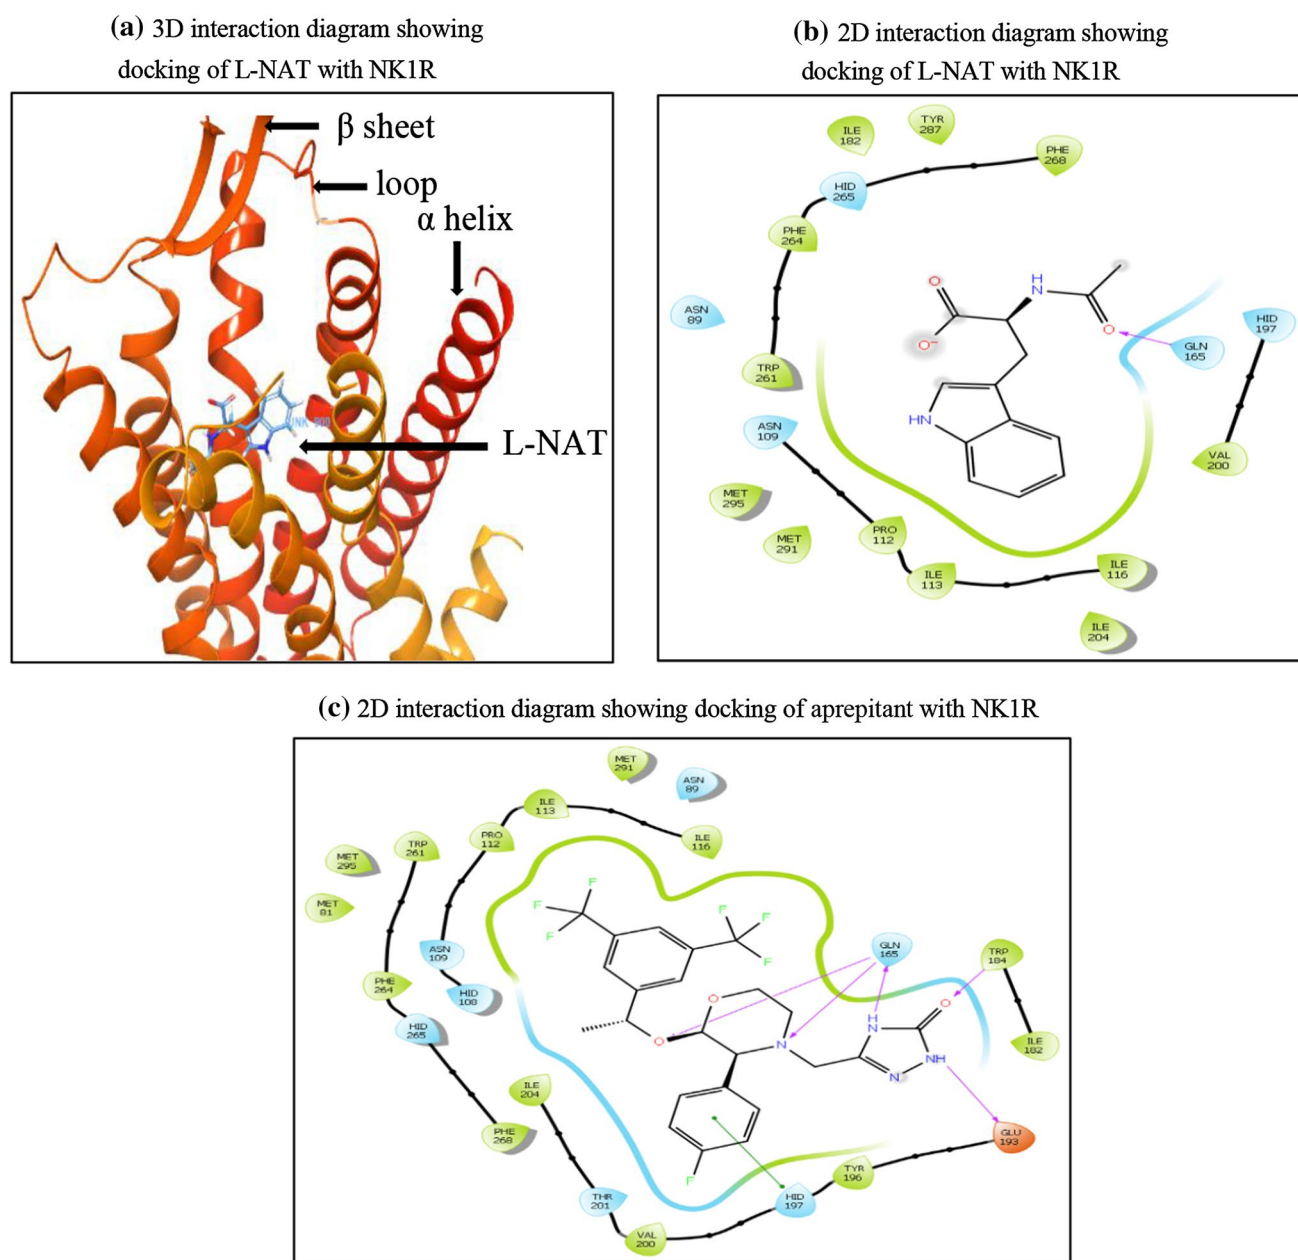 (a) 3D interaction diagram showing
docking of L-NAT with NK1R
β sheet
loop
α helix
L-NAT
(b) 2D interaction diagram showing
docking of L-NAT with NK1R
ILE
182
TYR
287
PHE
268
HID
265
PHE
264
ASN
89
TRP
261
ASN
109
MET
295
MET
291
PRO
112
ILE
113
ILE
116
ILE
204
VAL
200
HID
197
GLN
165
O
O⁻
H
N
O
HN
(c) 2D interaction diagram showing docking of aprepitant with NK1R
MET
291
ASN
89
ILE
113
PRO
112
ILE
116
TRP
261
MET
295
MET
81
ASN
109
HID
108
PHE
264
HID
265
PHE
268
ILE
204
THR
201
VAL
200
HID
197
TYR
196
GLU
193
ILE
182
TRP
184
GLN
165
F
F
F
F
F
F
O
O
N
H
N
O
NH
N
F